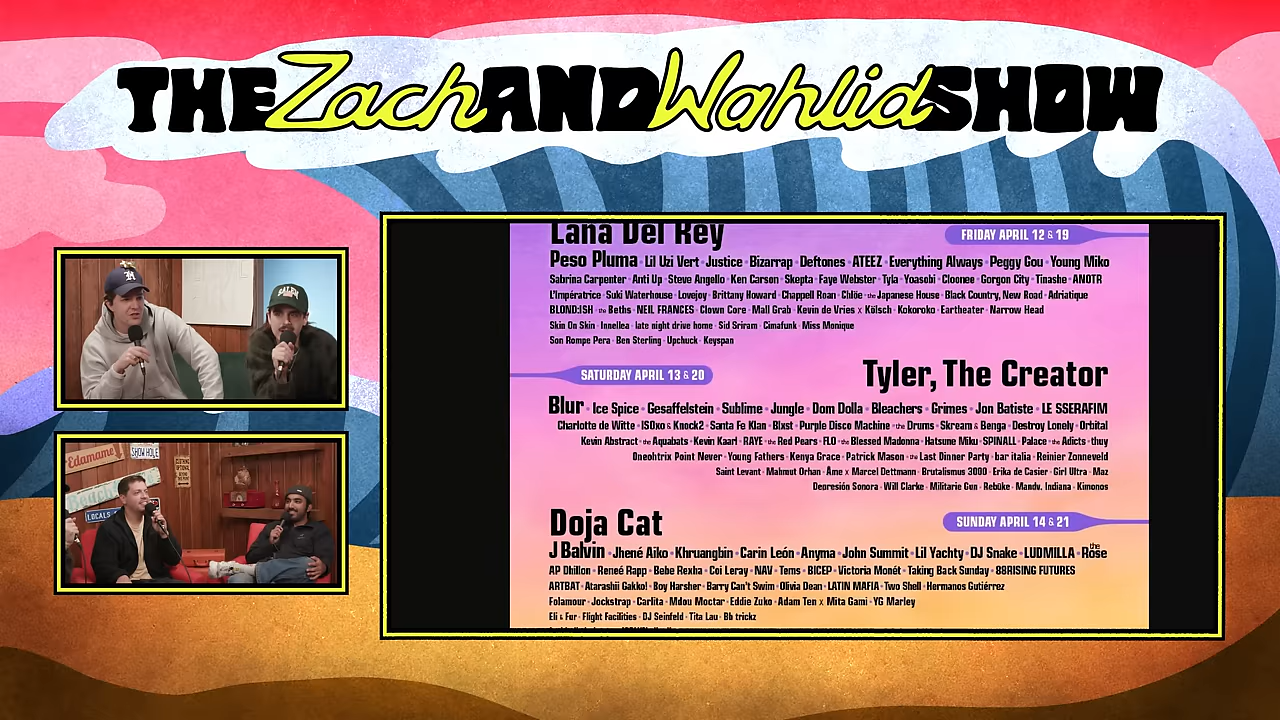 THE Zach AND Wahlid SHOW
Lana Del Rey
FRIDAY APRIL 12 & 19
Peso Pluma · Lil Uzi Vert · Justice · Bizarrap · Deftones · ATEEZ · Everything Always · Peggy Gou · Young Miko
Sabrina Carpenter · Anti Up · Steve Angello · Ken Carson · Skepta · Faye Webster · Tyla · Yoasobi · Cloonee · Gorgon City · Tinashe · ANOTR
L'Impératrice · Suki Waterhouse · Lovejoy · Brittany Howard · Chappell Roan · Chlöe · the Japanese House · Black Country, New Road · Adriatique
BLOND:ISH · the Beths · NEIL FRANCES · Clown Core · Mall Grab · Kevin de Vries x Kölsch · Kokoroko · Eartheater · Narrow Head
Skin On Skin · Innellea · late night drive home · Sid Sriram · Cimafunk · Miss Monique
Son Rompe Pera · Ben Sterling · Upchuck · Keyspan
SATURDAY APRIL 13 & 20
Tyler, The Creator
Blur · Ice Spice · Gesaffelstein · Sublime · Jungle · Dom Dolla · Bleachers · Grimes · Jon Batiste · LE SSERAFIM
Charlotte de Witte · ISOxo & Knock2 · Santa Fe Klan · Blxst · Purple Disco Machine · the Drums · Skream & Benga · Destroy Lonely · Orbital
Kevin Abstract · the Aquabats · Kevin Kaarl · RAYE · the Red Pears · FLO · the Blessed Madonna · Hatsune Miku · SPINALL · Palace · the Adicts · thuy
Oneohtrix Point Never · Young Fathers · Kenya Grace · Patrick Mason · the Last Dinner Party · bar italia · Reinier Zonneveld
Saint Levant · Mahmut Orhan · Âme x Marcel Dettmann · Brutalismus 3000 · Erika de Casier · Girl Ultra · Maz
Depresión Sonora · Will Clarke · Militarie Gun · Rebūke · Mandy, Indiana · Kimonos
Doja Cat
SUNDAY APRIL 14 & 21
J Balvin · Jhené Aiko · Khruangbin · Carin León · Anyma · John Summit · Lil Yachty · DJ Snake · LUDMILLA · the Rose
AP Dhillon · Reneé Rapp · Bebe Rexha · Coi Leray · NAV · Tems · BICEP · Victoria Monét · Taking Back Sunday · 88RISING FUTURES
ARTBAT · Atarashii Gakko! · Boy Harsher · Barry Can't Swim · Olivia Dean · LATIN MAFIA · Two Shell · Hermanos Gutiérrez
Folamour · Jockstrap · Carlita · Mdou Moctar · Eddie Zuko · Adam Ten x Mita Gami · YG Marley
Eli & Fur · Flight Facilities · DJ Seinfeld · Tita Lau · Bb trickz
Edamame
SHOW HOLE
Beach
LOCALS